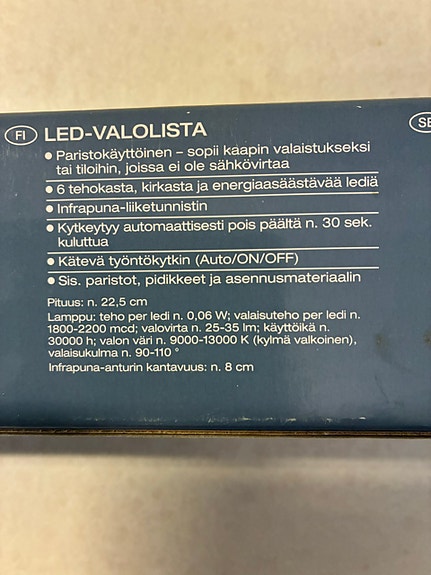 FI LED-VALOLISTA
SE
• Paristokäyttöinen – sopii kaapin valaistukseksi
tai tiloihin, joissa ei ole sähkövirtaa
• 6 tehokasta, kirkasta ja energiaasäästävää lediä
• Infrapuna-liiketunnistin
• Kytkeytyy automaattisesti pois päältä n. 30 sek.
kuluttua
• Kätevä työntökytkin (Auto/ON/OFF)
• Sis. paristot, pidikkeet ja asennusmateriaalin
Pituus: n. 22,5 cm
Lamppu: teho per ledi n. 0,06 W; valaisuteho per ledi n.
1800-2200 mcd; valovirta n. 25-35 lm; käyttöikä n.
30000 h; valon väri n. 9000-13000 K (kylmä valkoinen),
valaisukulma n. 90-110 °
Infrapuna-anturin kantavuus: n. 8 cm